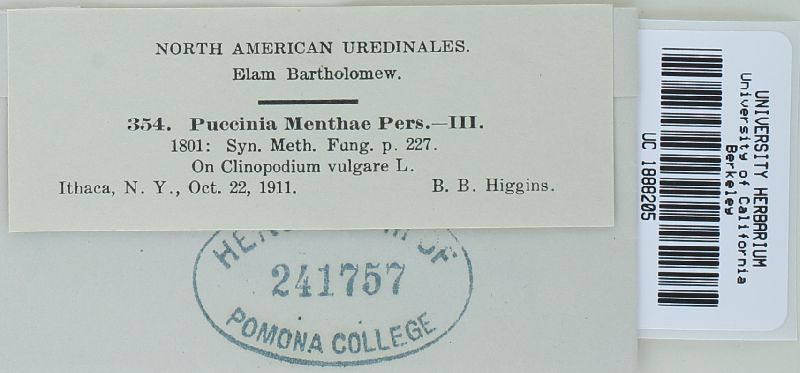 NORTH AMERICAN UREDINALES.
Elam Bartholomew.
354. Puccinia Menthae Pers.—III.
1801: Syn. Meth. Fung. p. 227.
On Clinopodium vulgare L.
Ithaca, N. Y., Oct. 22, 1911. B. B. Higgins.
OF
241757
POMONA COLLEGE
UNIVERSITY HERBARIUM
University of California
Berkeley
UC 1888205